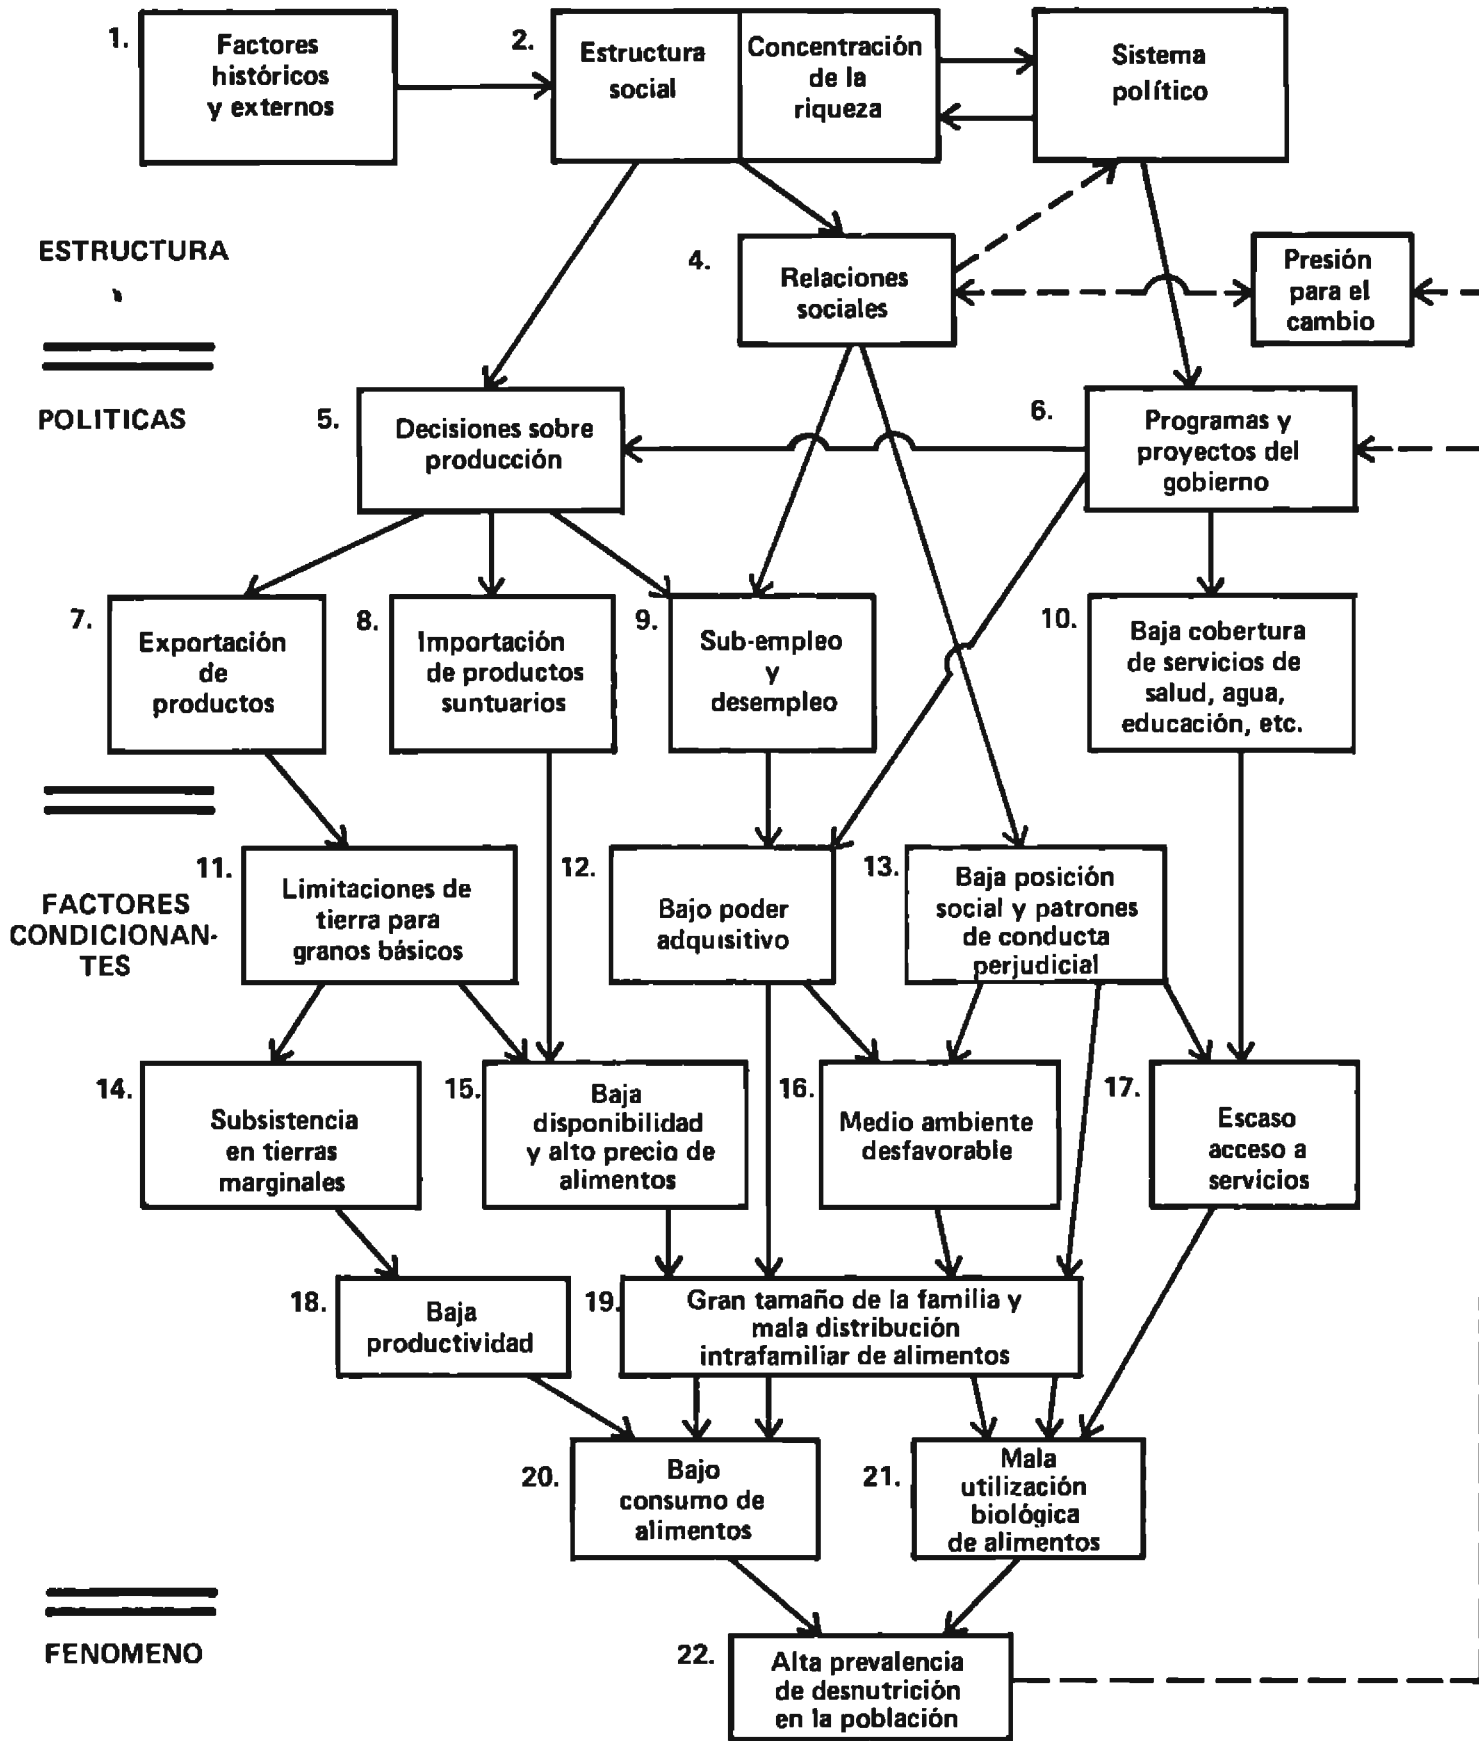 1.
Factores
históricos
y externos
2.
Estructura
social
Concentración
de la
riqueza
Sistema
político
ESTRUCTURA
4.
Relaciones
sociales
Presión
para el
cambio
POLITICAS
5.
Decisiones sobre
producción
6.
Programas y
proyectos del
gobierno
7.
Exportación
de
productos
8.
Importación
de productos
suntuarios
9.
Sub-empleo
y
desempleo
10.
Baja cobertura
de servicios de
salud, agua,
educación, etc.
FACTORES
CONDICIONAN-
TES
11.
Limitaciones de
tierra para
granos básicos
12.
Bajo poder
adquisitivo
13.
Baja posición
social y patrones
de conducta
perjudicial
14.
Subsistencia
en tierras
marginales
15.
Baja
disponibilidad
y alto precio de
alimentos
16.
Medio ambiente
desfavorable
17.
Escaso
acceso a
servicios
18.
Baja
productividad
19.
Gran tamaño de la familia y
mala distribución
intrafamiliar de alimentos
20.
Bajo
consumo de
alimentos
21.
Mala
utilización
biológica
de alimentos
FENOMENO
22.
Alta prevalencia
de desnutrición
en la población